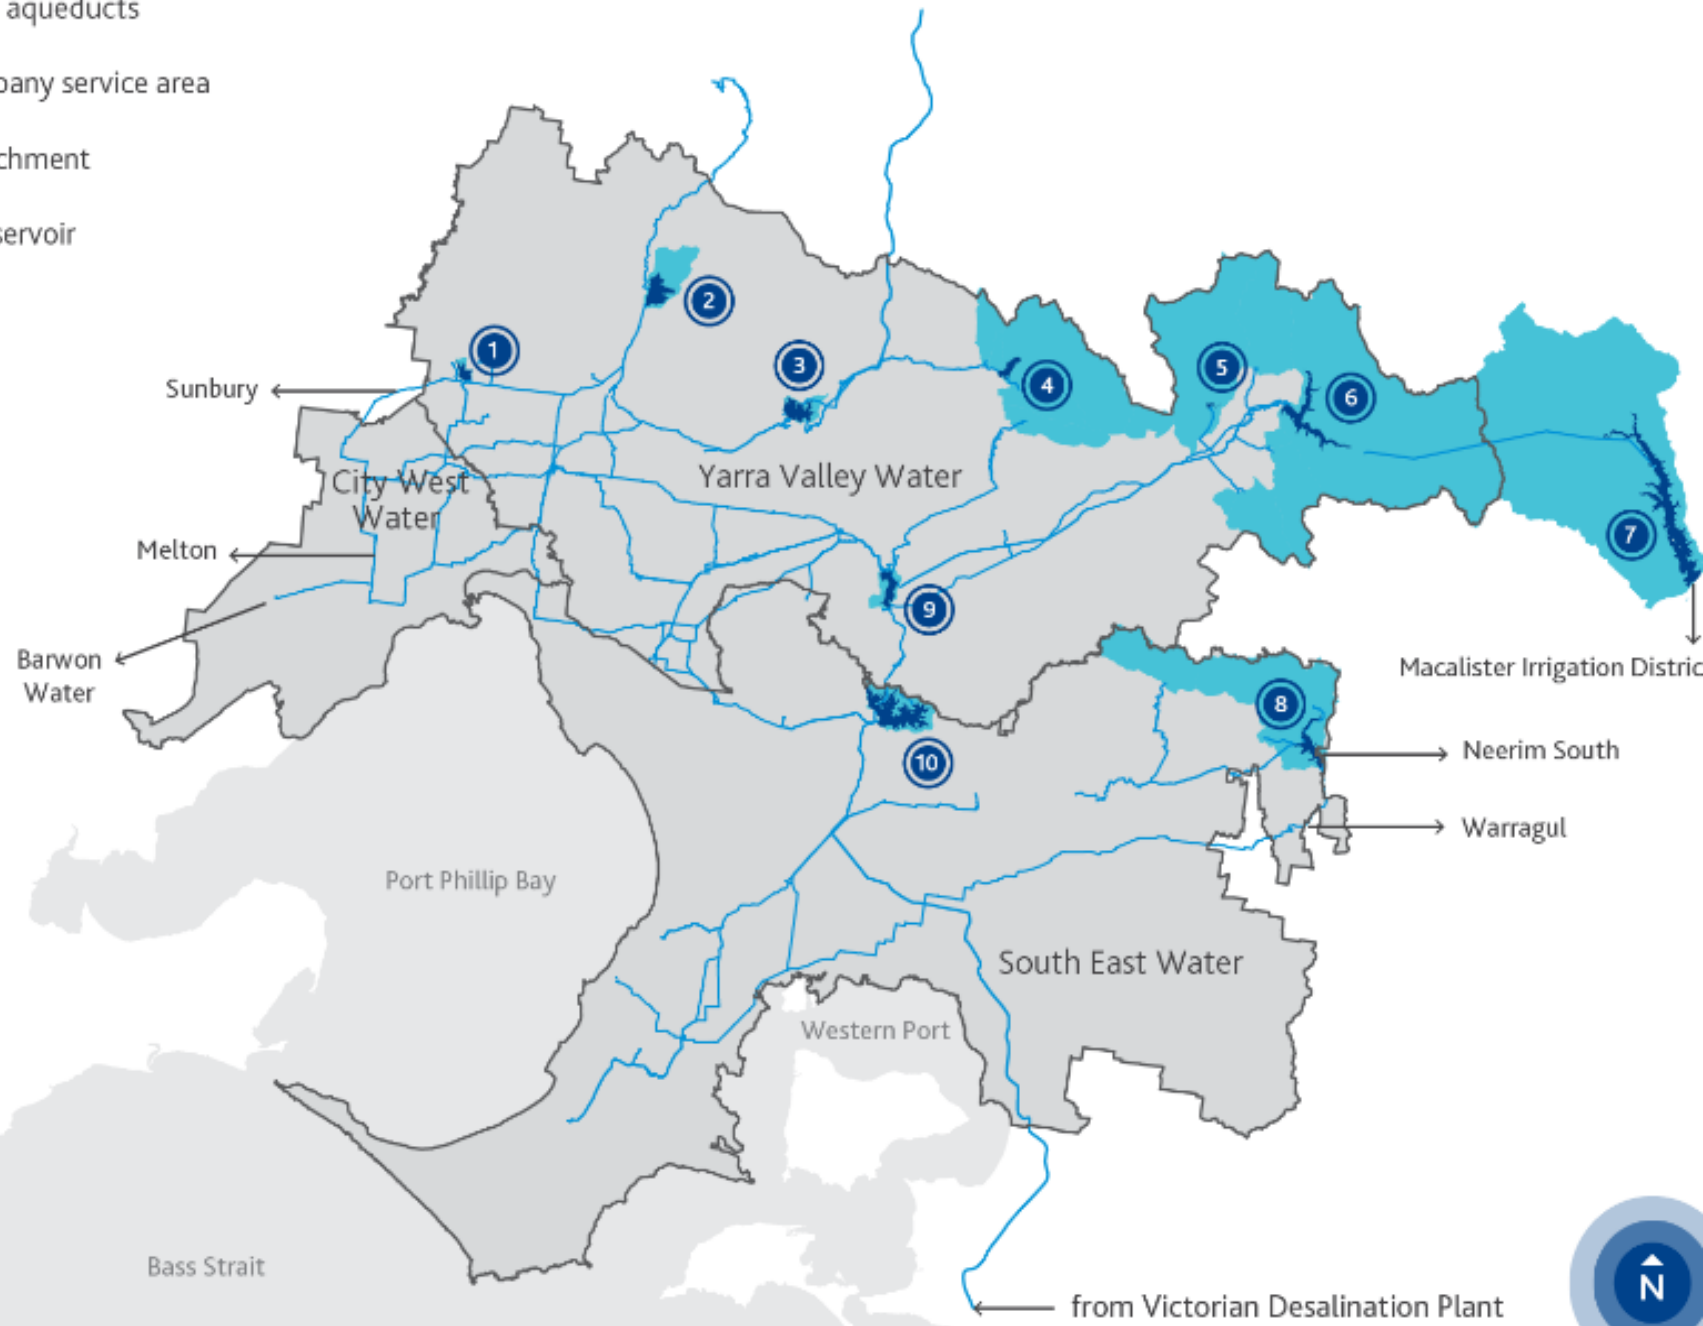 aqueducts
pany service area
chment
servoir
1
2
3
4
5
6
7
8
9
10
Sunbury
City West
Water
Yarra Valley Water
Melton
Barwon
Water
Macalister Irrigation Distric
Neerim South
Warragul
Port Phillip Bay
South East Water
Western Port
Bass Strait
from Victorian Desalination Plant
N